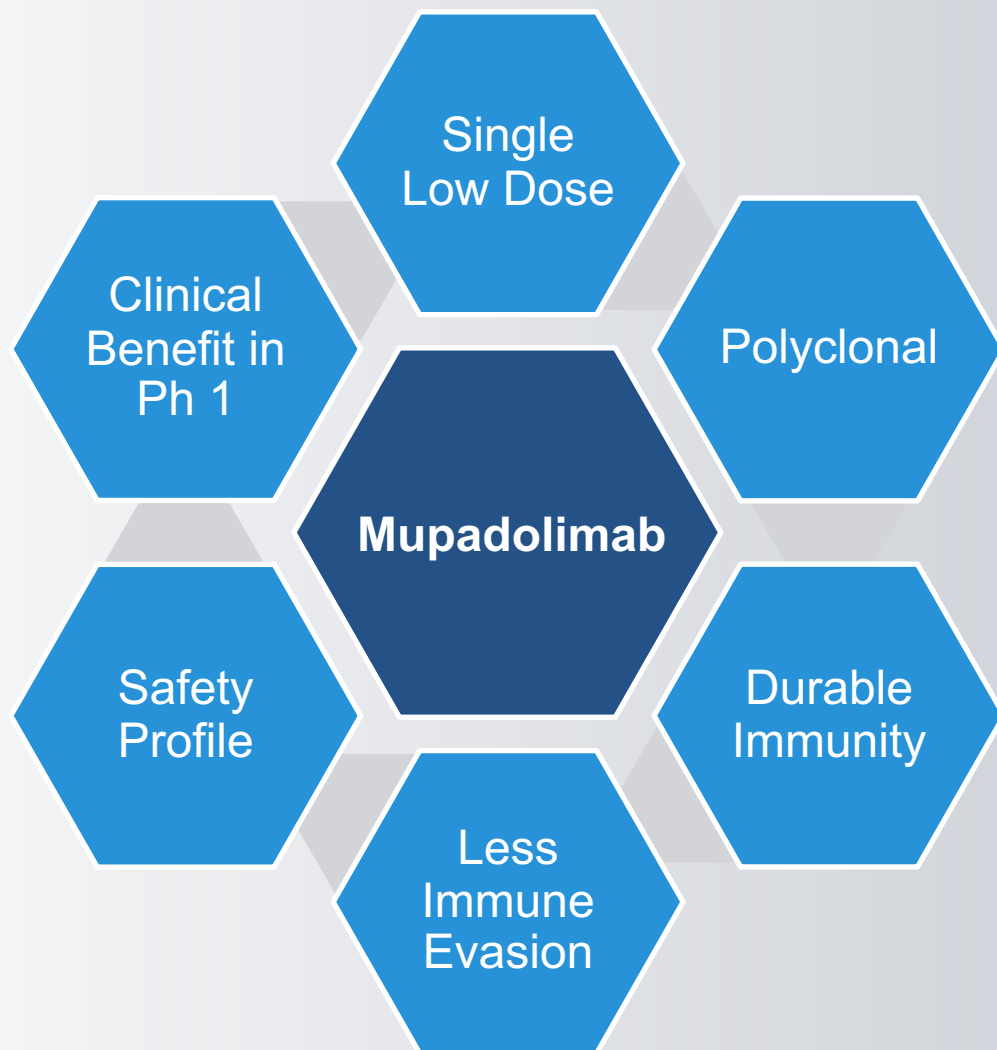 Single
Low Dose
Clinical
Benefit in
Ph 1
Polyclonal
Mupadolimab
Safety
Profile
Durable
Immunity
Less
Immune
Evasion